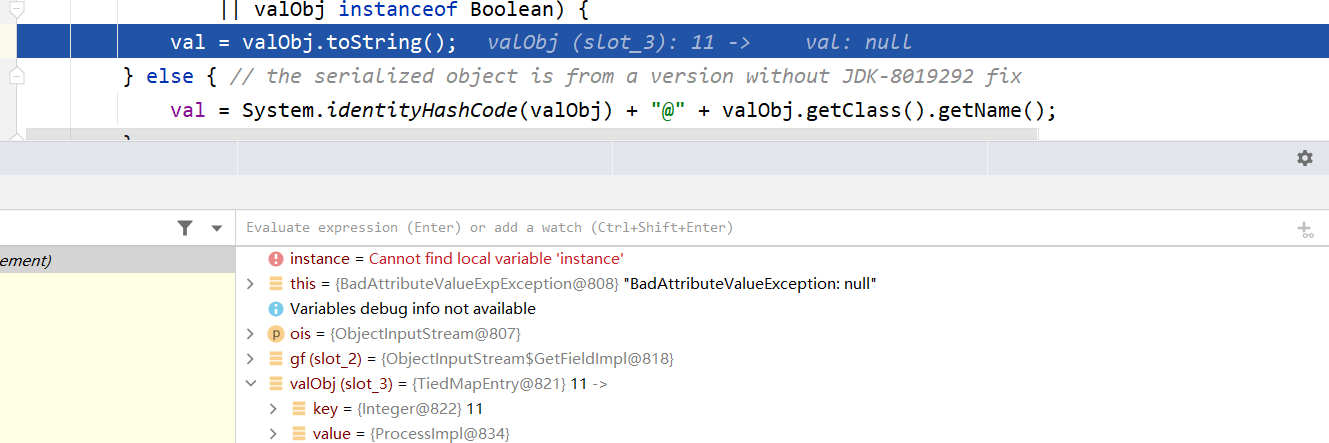 || valObj instanceof Boolean) {
val = valObj.toString();   valObj (slot_3): 11 ->     val: null
} else { // the serialized object is from a version without JDK-8019292 fix
val = System.identityHashCode(valObj) + "@" + valObj.getClass().getName();
Evaluate expression (Enter) or add a watch (Ctrl+Shift+Enter)
ement)
instance = Cannot find local variable 'instance'
this = {BadAttributeValueExpException@808} "BadAttributeValueException: null"
Variables debug info not available
ois = {ObjectInputStream@807}
gf (slot_2) = {ObjectInputStream$GetFieldImpl@818}
valObj (slot_3) = {TiedMapEntry@821} 11 ->
key = {Integer@822} 11
value = {ProcessImpl@834}